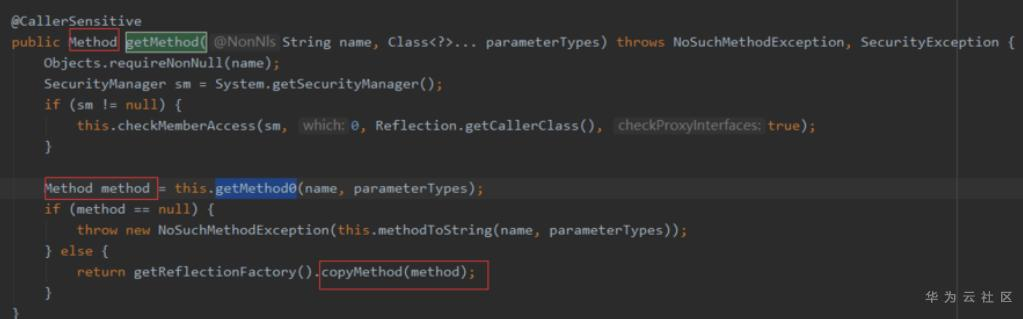 @CallerSensitive
public Method getMethod( @NonNls String name, Class<?>... parameterTypes) throws NoSuchMethodException, SecurityException {
Objects.requireNonNull(name);
SecurityManager sm = System.getSecurityManager();
if (sm != null) {
this.checkMemberAccess(sm, which: 0, Reflection.getCallerClass(), checkProxyInterfaces: true);
}
Method method = this.getMethod0(name, parameterTypes);
if (method == null) {
throw new NoSuchMethodException(this.methodToString(name, parameterTypes));
} else {
return getReflectionFactory().copyMethod(method);
}
}
华为云社区